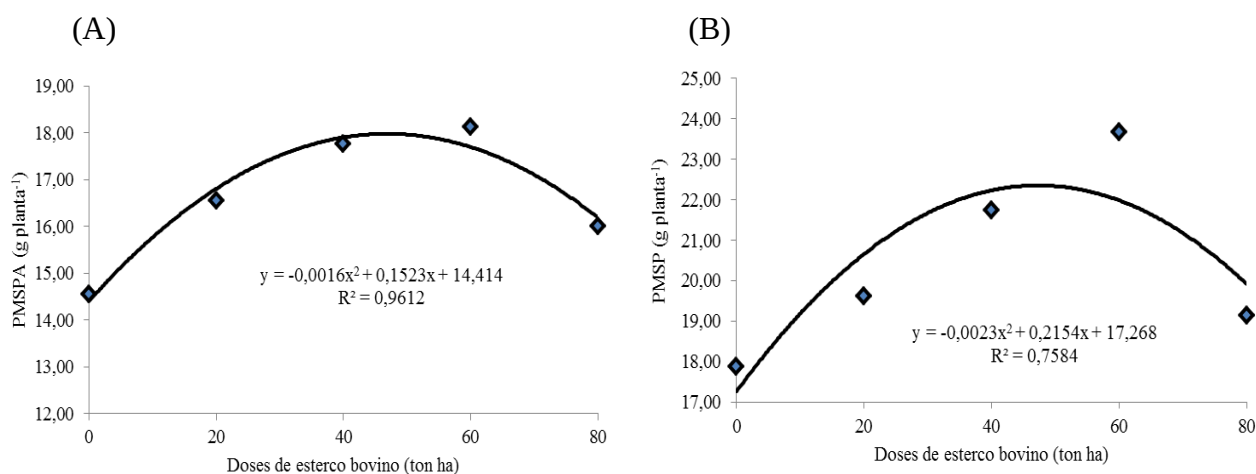 (A)
PMSPA (g planta⁻¹)
19,00
18,00
17,00
16,00
15,00
14,00
13,00
12,00
y = -0,0016x² + 0,1523x + 14,414
R² = 0,9612
0 20 40 60 80
Doses de esterco bovino (ton ha)
(B)
PMSP (g planta⁻¹)
25,00
24,00
23,00
22,00
21,00
20,00
19,00
18,00
17,00
y = -0,0023x² + 0,2154x + 17,268
R² = 0,7584
0 20 40 60 80
Doses de esterco bovino (ton ha)